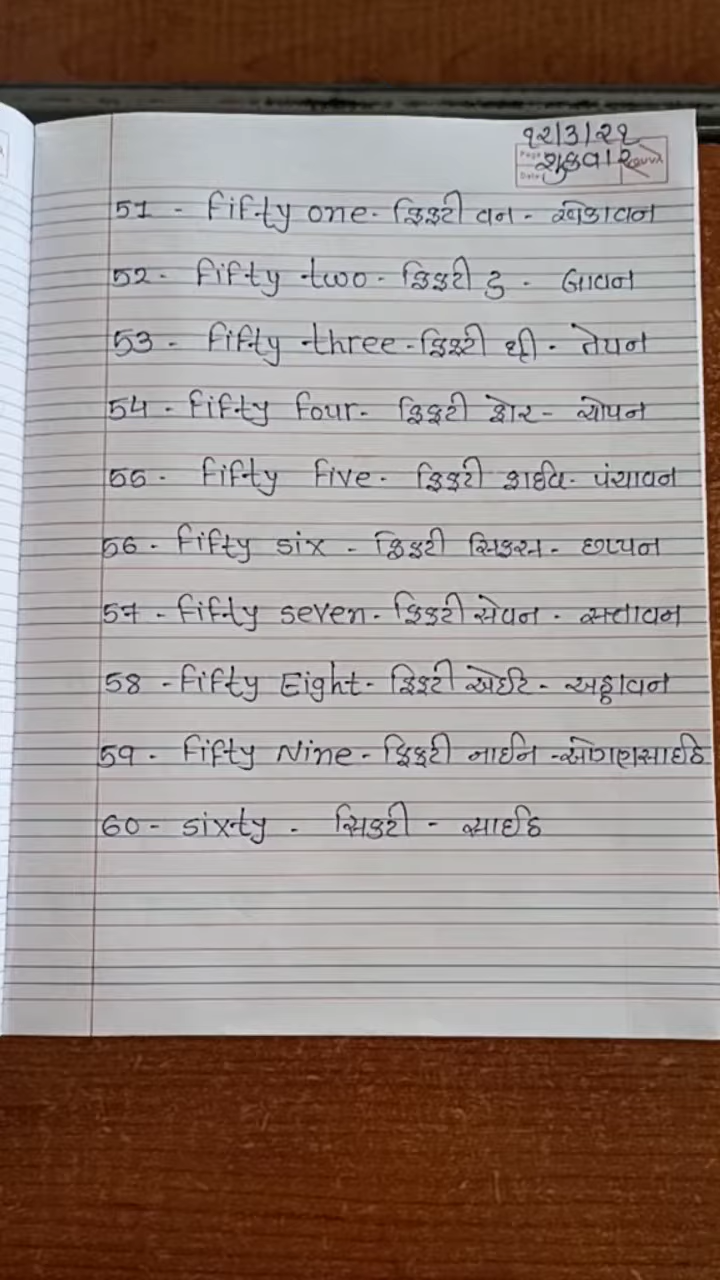 ૧૨/3/૨૧
શુક્રવાર
51 - Fifty one - ફિફ્ટી વન - એકાવન
52 - Fifty two - ફિફ્ટી ટુ - બાવન
53 - Fifty three - ફિફ્ટી થ્રી - તેપન
54 - Fifty Four - ફિફ્ટી ફોર - ચોપન
55 - Fifty Five - ફિફ્ટી ફાઈવ - પંચાવન
56 - Fifty six - ફિફ્ટી સિક્સ - છપ્પન
57 - Fifty seven - ફિફ્ટી સેવન - સત્તાવન
58 - Fifty Eight - ફિફ્ટી એઈટ - અઠ્ઠાવન
59 - Fifty Nine - ફિફ્ટી નાઈન - ઓગણસાઈઠ
60 - sixty - સિક્ટી - સાઈઠ